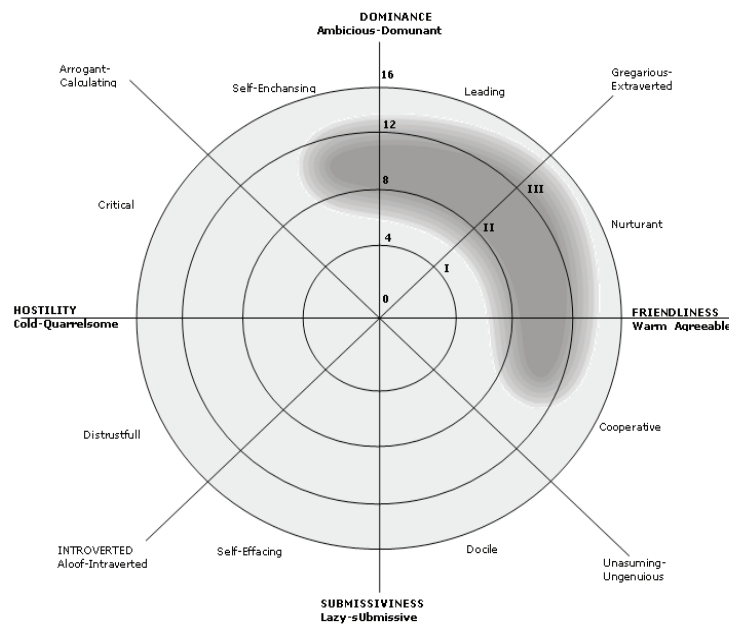 DOMINANCE
Ambicious-Domunant
16
Arrogant-
Calculating
Self-Enchansing
Leading
Gregarious-
Extraverted
12
8
III
Critical
Nurturant
II
4
I
0
HOSTILITY
Cold-Quarrelsome
FRIENDLINESS
Warm Agreeable
Distrustfull
Cooperative
INTROVERTED
Aloof-Intraverted
Self-Effacing
Docile
Unasuming-
Ungenuious
SUBMISSIVINESS
Lazy-sUbmissive